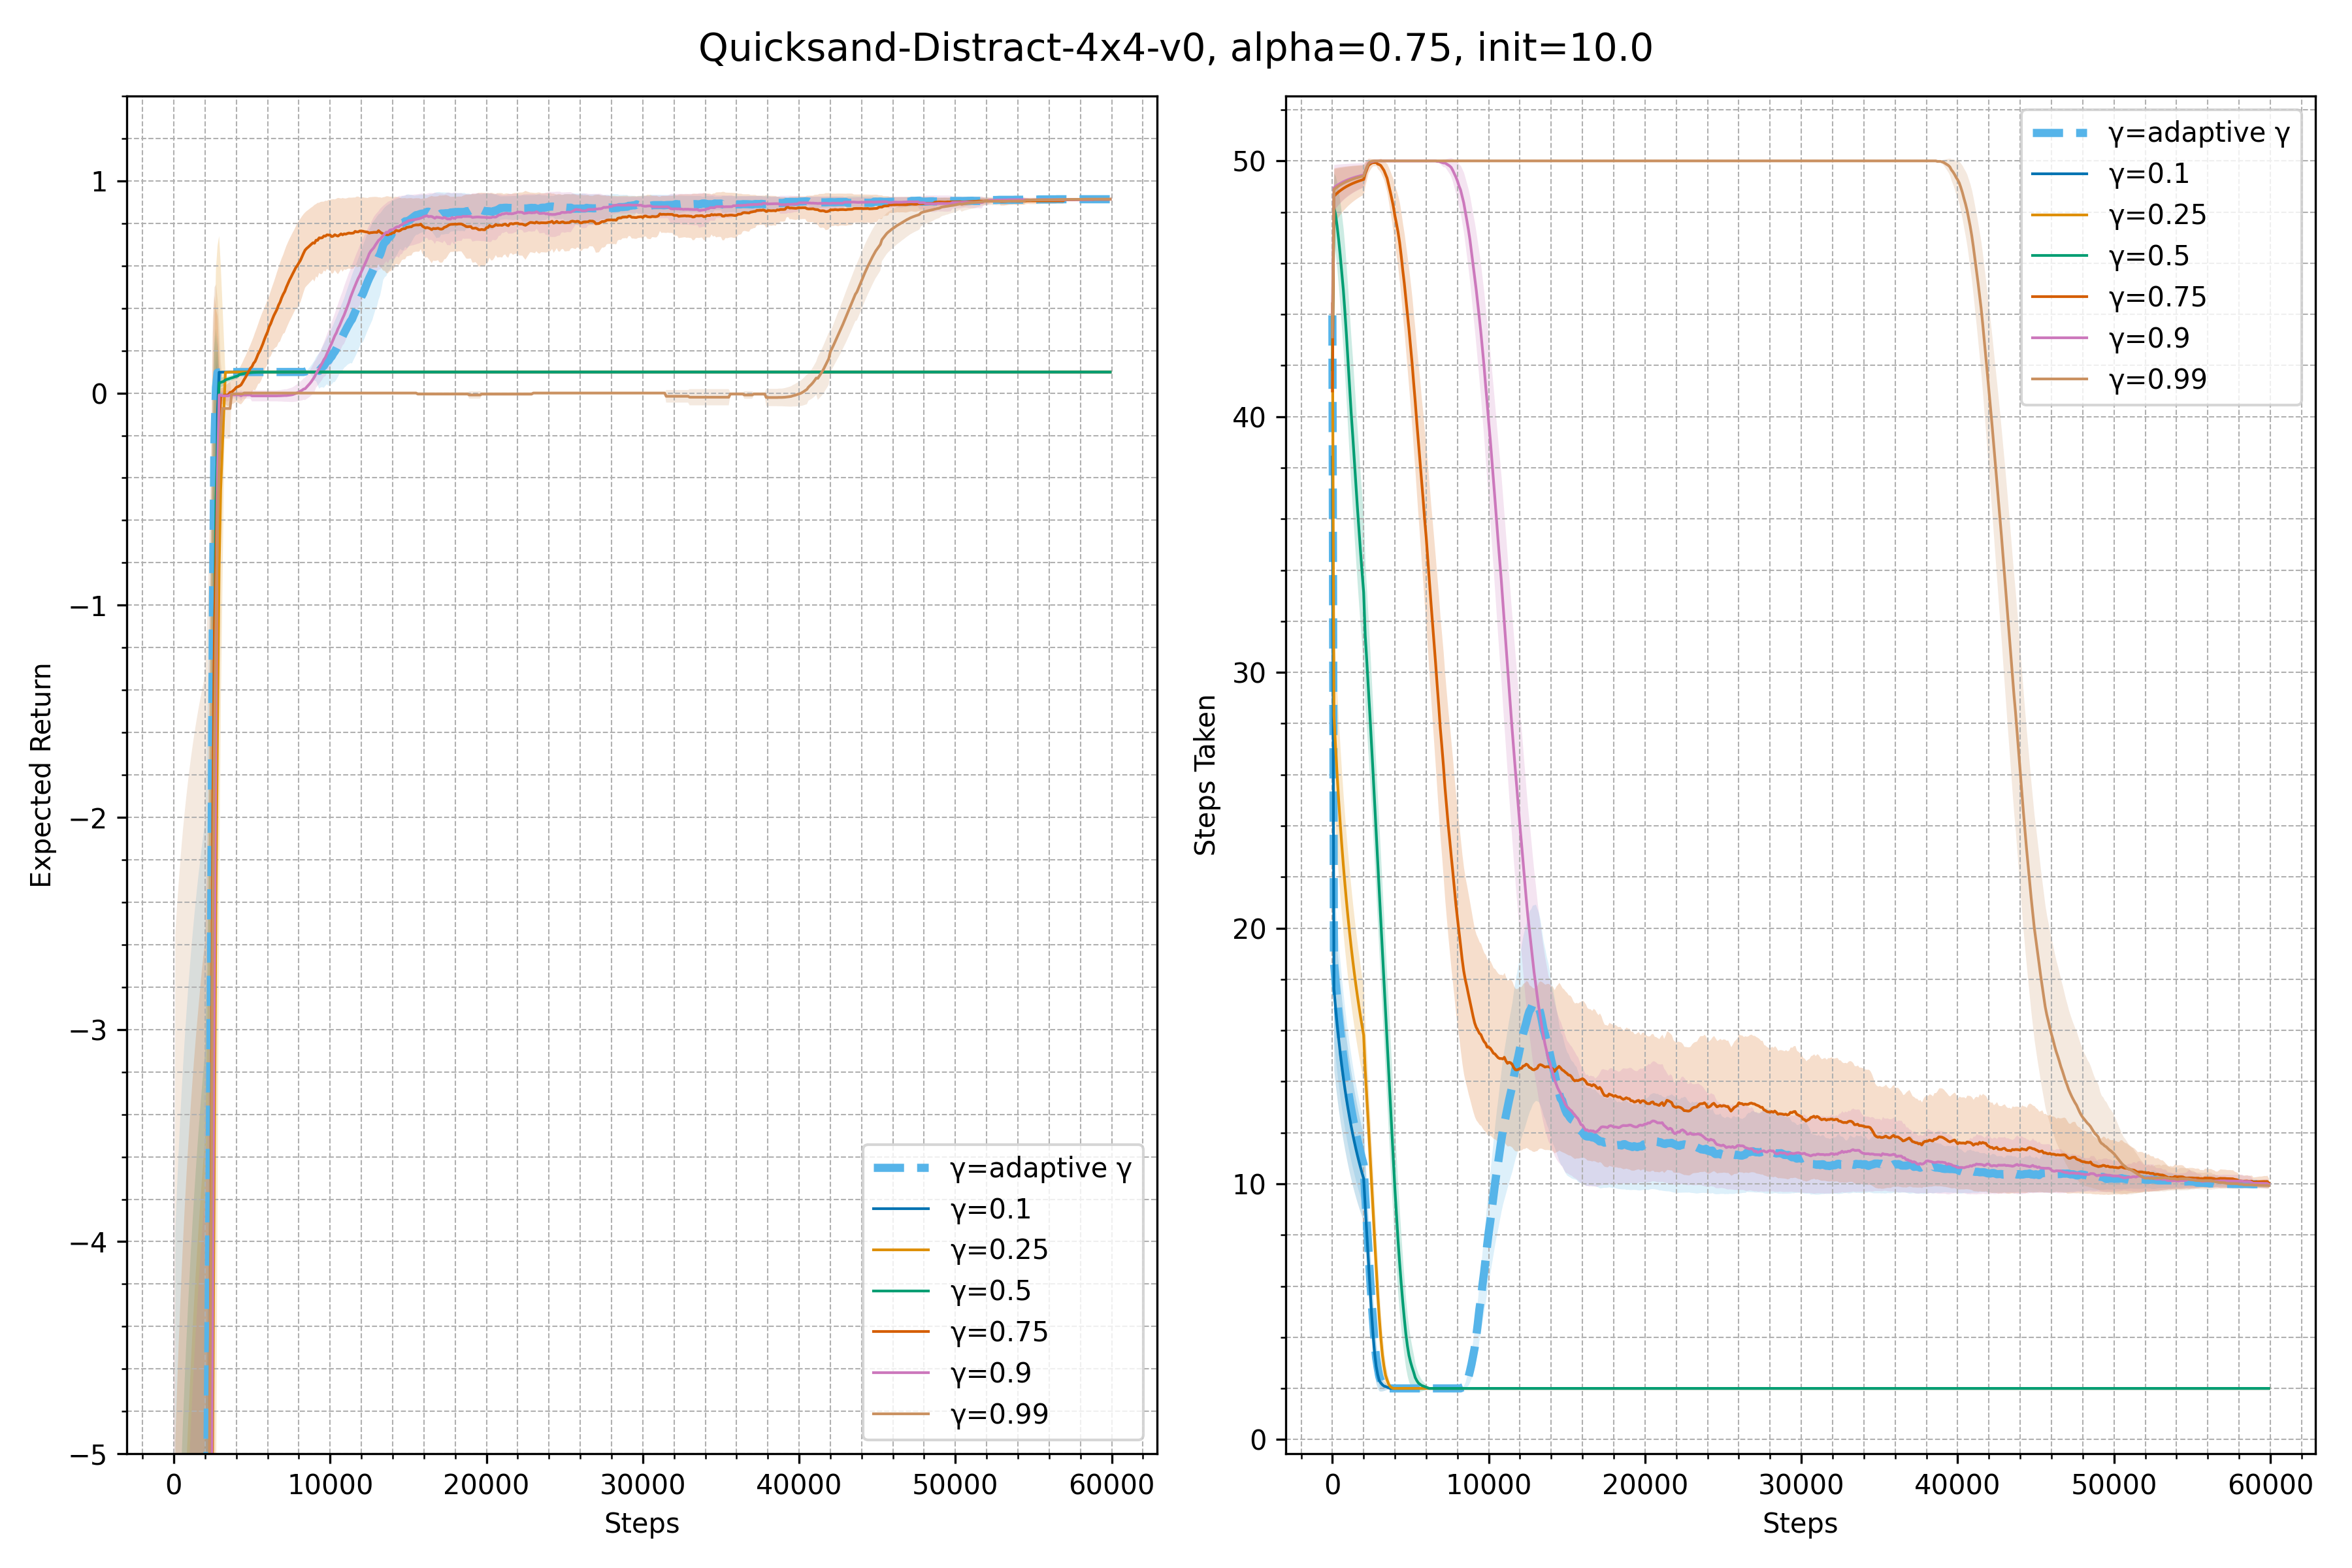 Quicksand-Distract-4x4-v0, alpha=0.75, init=10.0
Expected Return
1
0
−1
−2
−3
−4
−5
0 10000 20000 30000 40000 50000 60000
Steps
γ=adaptive γ
γ=0.1
γ=0.25
γ=0.5
γ=0.75
γ=0.9
γ=0.99
Steps Taken
50
40
30
20
10
0
0 10000 20000 30000 40000 50000 60000
Steps
γ=adaptive γ
γ=0.1
γ=0.25
γ=0.5
γ=0.75
γ=0.9
γ=0.99